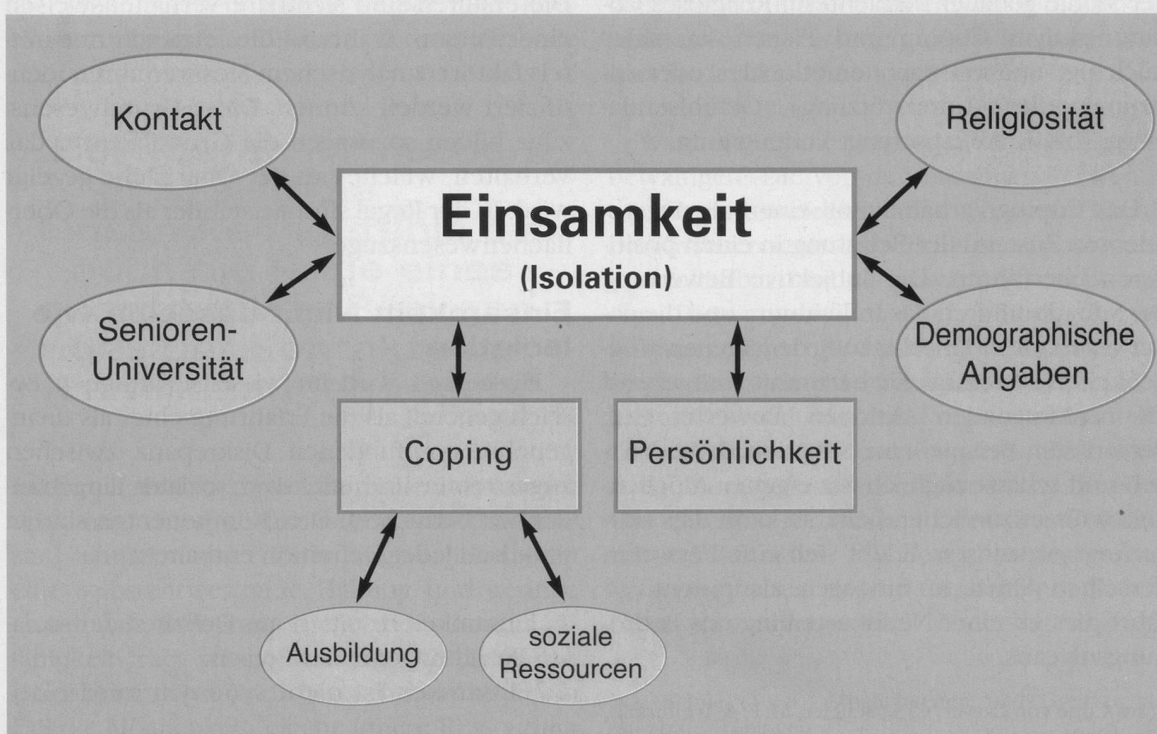 Kontakt
Religiosität
Einsamkeit
(Isolation)
Senioren-
Universität
Demographische
Angaben
Coping
Persönlichkeit
Ausbildung
soziale
Ressourcen